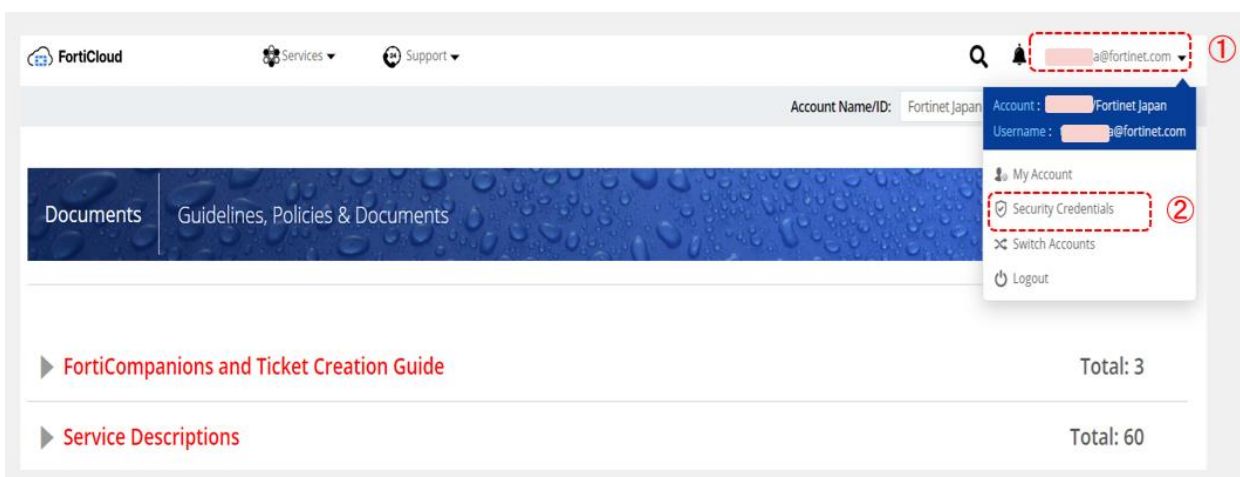 FortiCloud Services Support a@fortinet.com ①
Account Name/ID: Fortinet Japan
Account : /Fortinet Japan
Username : a@fortinet.com
My Account
Security Credentials ②
Switch Accounts
Logout
Documents Guidelines, Policies & Documents
FortiCompanions and Ticket Creation Guide Total: 3
Service Descriptions Total: 60